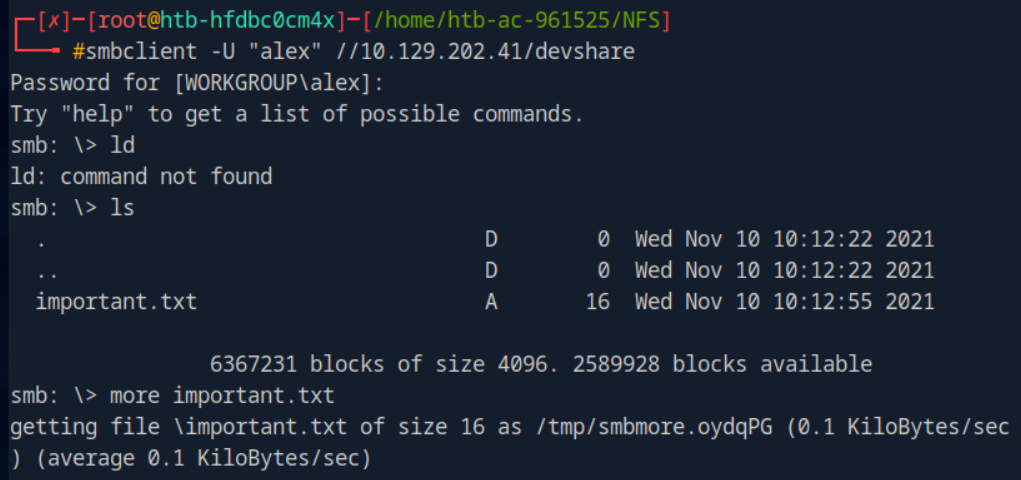 ┌─[✗]─[root@htb-hfdbc0cm4x]─[/home/htb-ac-961525/NFS]
└──╼ #smbclient -U "alex" //10.129.202.41/devshare
Password for [WORKGROUP\alex]:
Try "help" to get a list of possible commands.
smb: \> ld
ld: command not found
smb: \> ls
  .                                   D        0  Wed Nov 10 10:12:22 2021
  ..                                  D        0  Wed Nov 10 10:12:22 2021
  important.txt                       A       16  Wed Nov 10 10:12:55 2021
                6367231 blocks of size 4096. 2589928 blocks available
smb: \> more important.txt
getting file \important.txt of size 16 as /tmp/smbmore.oydqPG (0.1 KiloBytes/sec
) (average 0.1 KiloBytes/sec)